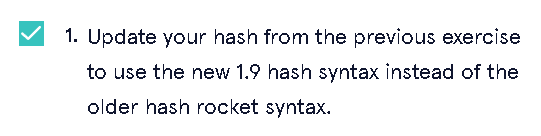 1. Update your hash from the previous exercise
to use the new 1.9 hash syntax instead of the
older hash rocket syntax.